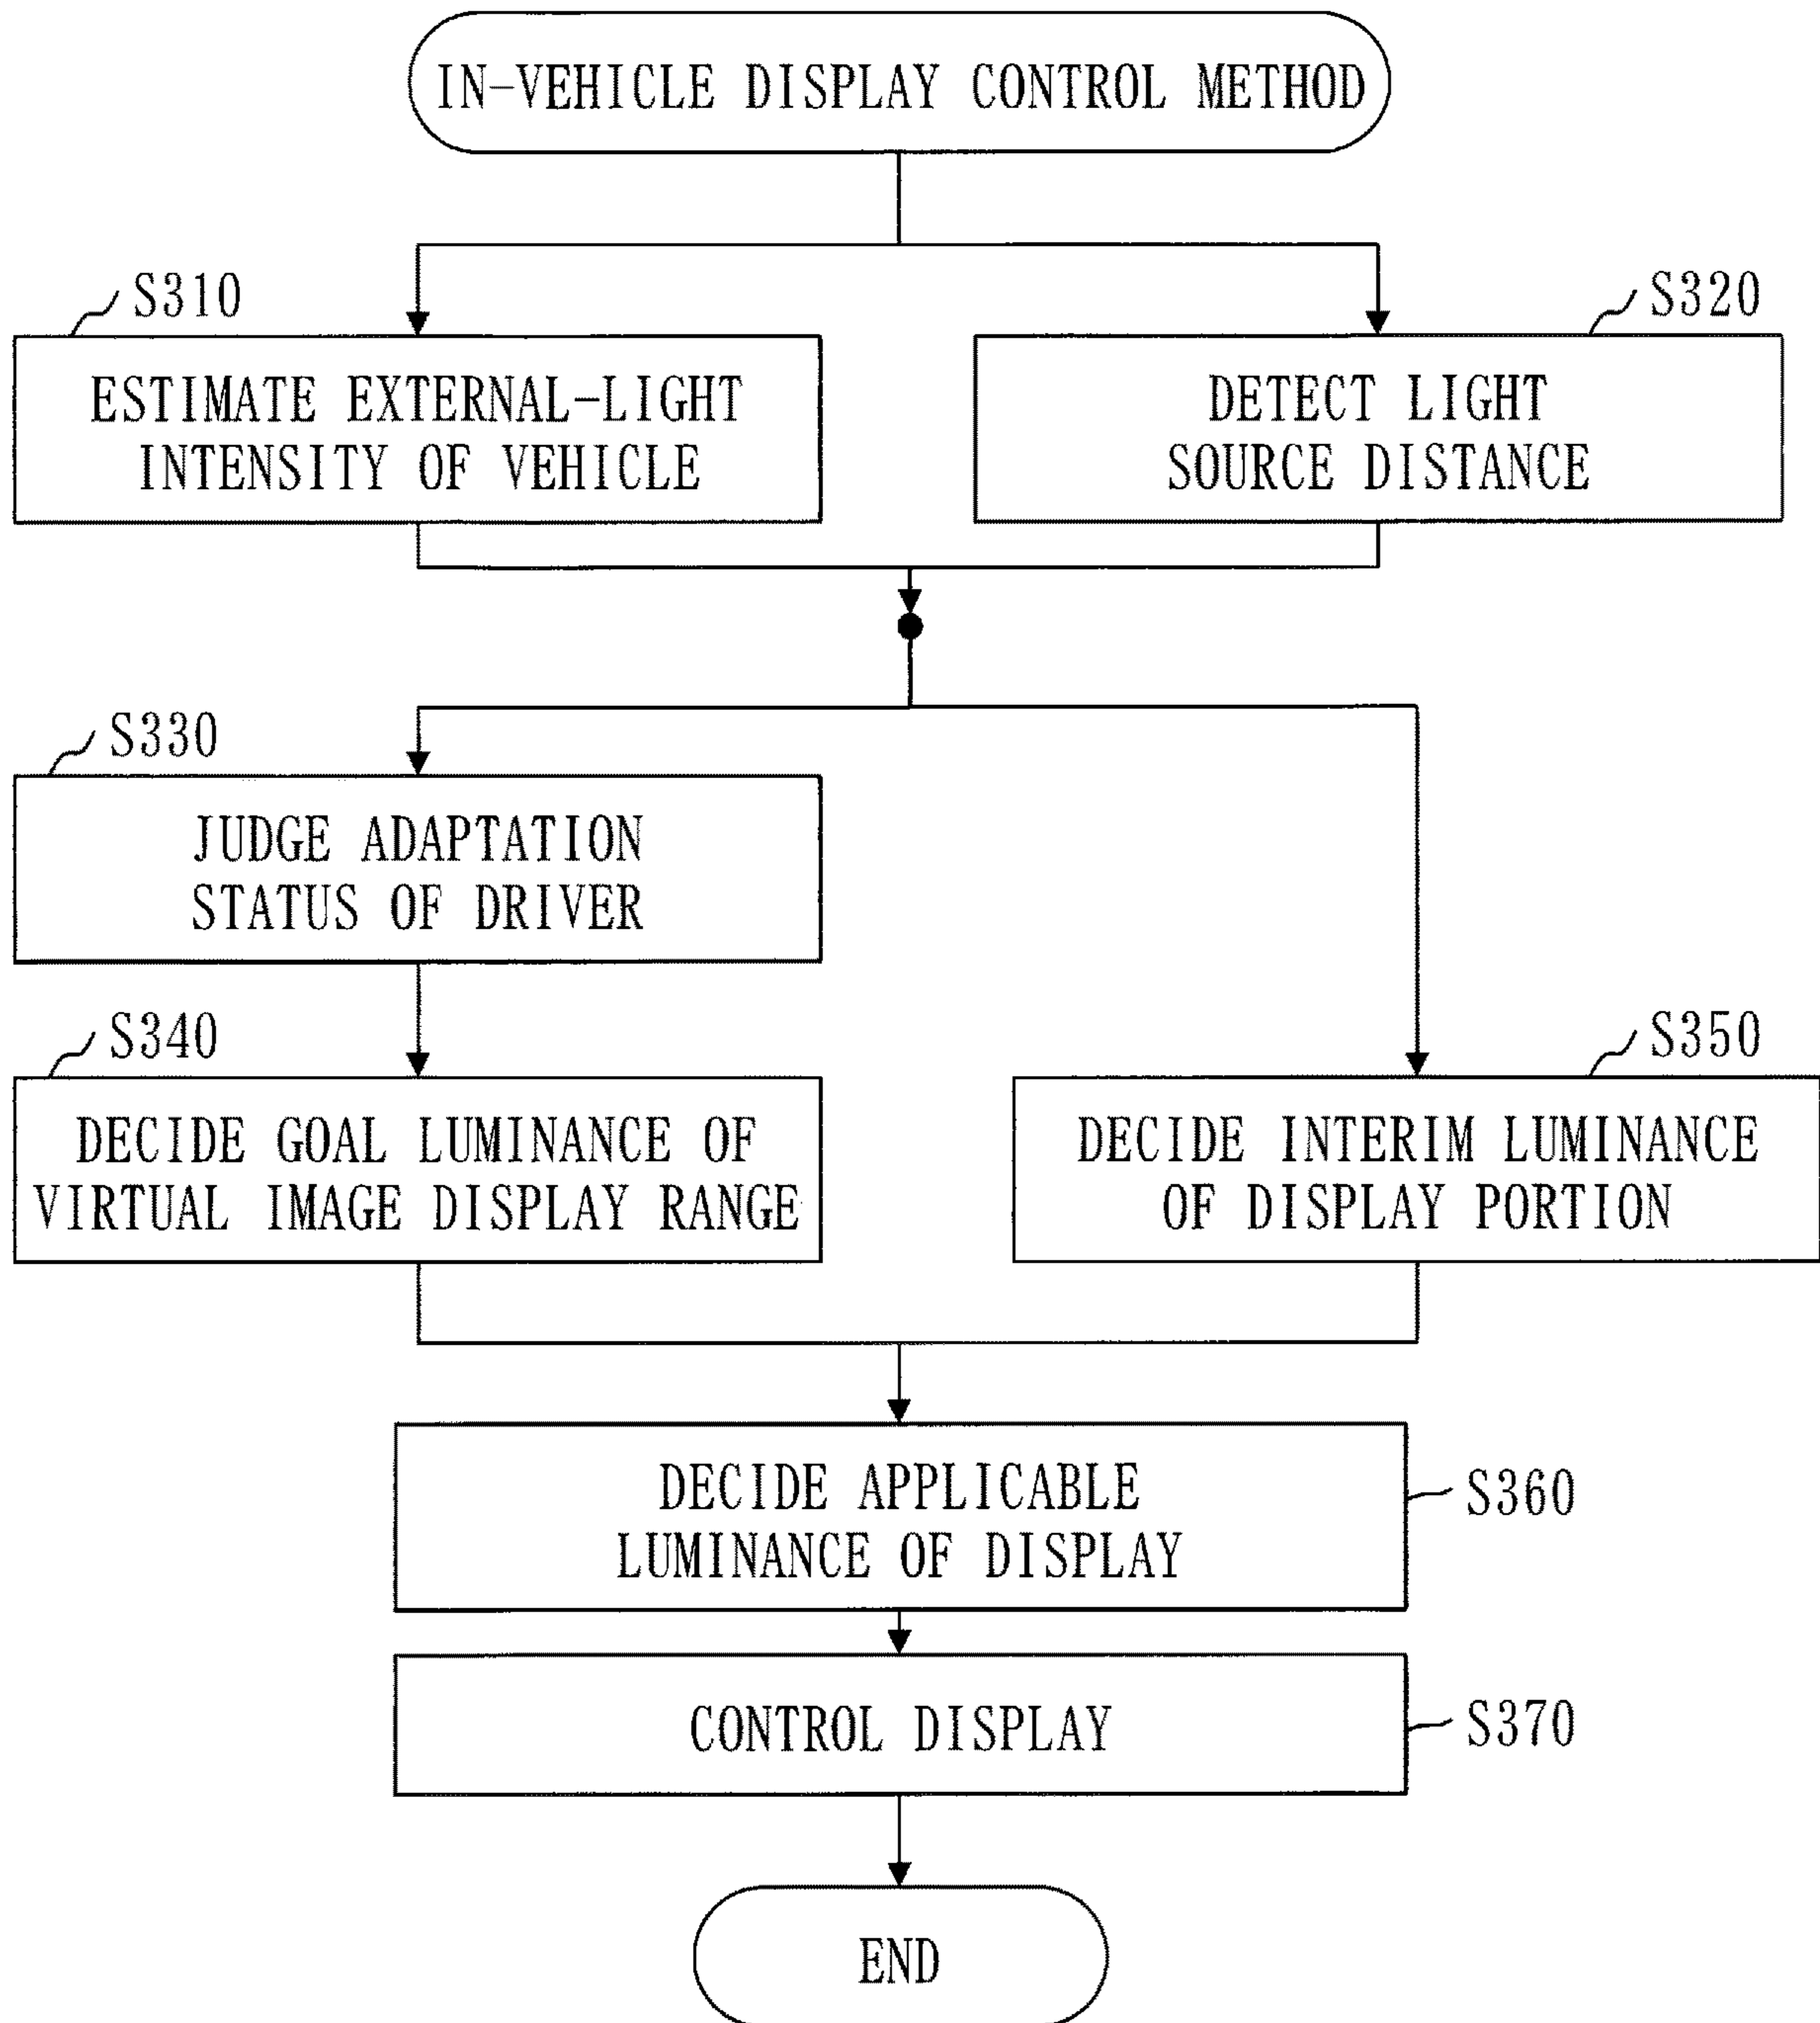 IN-VEHICLE DISPLAY CONTROL METHOD
S310
ESTIMATE EXTERNAL-LIGHT
INTENSITY OF VEHICLE
S320
DETECT LIGHT
SOURCE DISTANCE
S330
JUDGE ADAPTATION
STATUS OF DRIVER
S340
DECIDE GOAL LUMINANCE OF
VIRTUAL IMAGE DISPLAY RANGE
S350
DECIDE INTERIM LUMINANCE
OF DISPLAY PORTION
DECIDE APPLICABLE
LUMINANCE OF DISPLAY
S360
CONTROL DISPLAY
S370
END